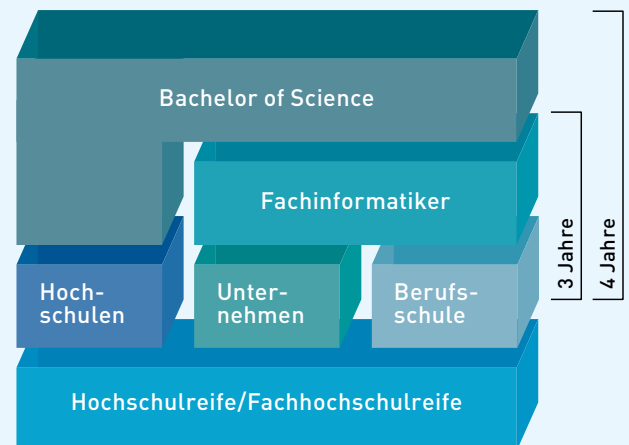 Bachelor of Science
Fachinformatiker
Hoch-
schulen
Unter-
nehmen
Berufs-
schule
Hochschulreife/Fachhochschulreife
3 Jahre
4 Jahre